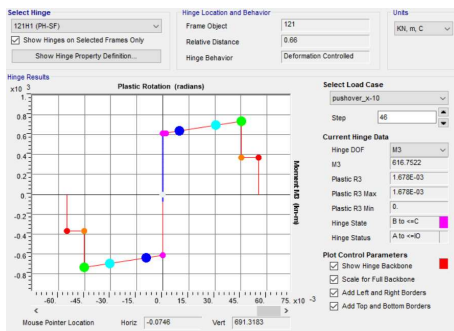 Select Hinge
121H1 (PH-SF)
Show Hinges on Selected Frames Only
Show Hinge Property Definition...
Hinge Location and Behavior
Frame Object 121
Relative Distance 0.66
Hinge Behavior Deformation Controlled
Units
KN, m, C
Hinge Results
x10 3
Plastic Rotation (radians)
0.8
0.6
0.4
0.2
0.
-0.2
-0.4
-0.6
-0.8
Moment M3 (kn-m)
-60. -45. -30. -15. 0. 15. 30. 45. 60. 75. x10 -3
Mouse Pointer Location Horiz -0.0746 Vert 691.3183
Select Load Case
pushover_x-10
Step 46
Current Hinge Data
Hinge DOF M3
M3 616.7522
Plastic R3 1.678E-03
Plastic R3 Max 1.678E-03
Plastic R3 Min 0.
Hinge State B to <=C
Hinge Status A to <=IO
Plot Control Parameters
Show Hinge Backbone
Scale for Full Backbone
Add Left and Right Borders
Add Top and Bottom Borders